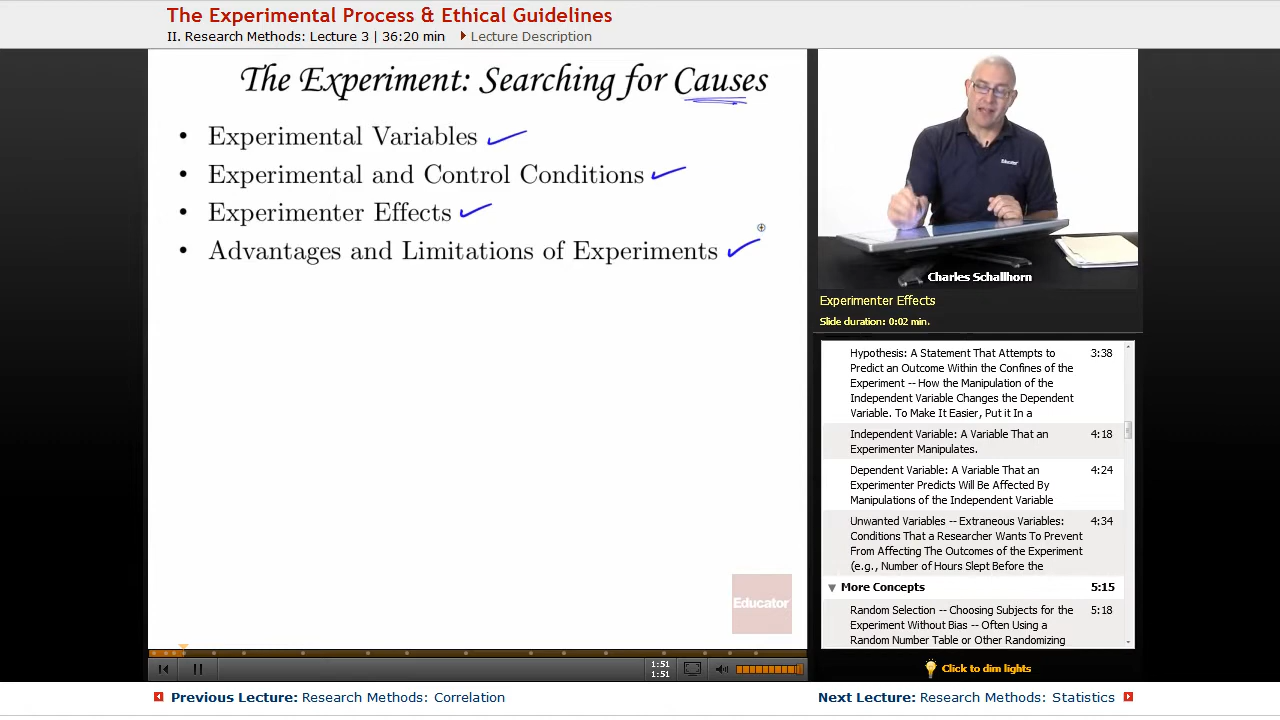 The Experimental Process & Ethical Guidelines
II. Research Methods: Lecture 3 | 36:20 min Lecture Description
The Experiment: Searching for Causes
• Experimental Variables
• Experimental and Control Conditions
• Experimenter Effects
• Advantages and Limitations of Experiments
Educator
1:51
1:51
Educator
Charles Schallhorn
Experimenter Effects
Slide duration: 0:02 min.
Hypothesis: A Statement That Attempts to 3:38
Predict an Outcome Within the Confines of the
Experiment -- How the Manipulation of the
Independent Variable Changes the Dependent
Variable. To Make It Easier, Put it In a
Independent Variable: A Variable That an 4:18
Experimenter Manipulates.
Dependent Variable: A Variable That an 4:24
Experimenter Predicts Will Be Affected By
Manipulations of the Independent Variable
Unwanted Variables -- Extraneous Variables: 4:34
Conditions That a Researcher Wants To Prevent
From Affecting The Outcomes of the Experiment
(e.g., Number of Hours Slept Before the
More Concepts 5:15
Random Selection -- Choosing Subjects for the 5:18
Experiment Without Bias -- Often Using a
Random Number Table or Other Randomizing
Click to dim lights
Previous Lecture: Research Methods: Correlation
Next Lecture: Research Methods: Statistics